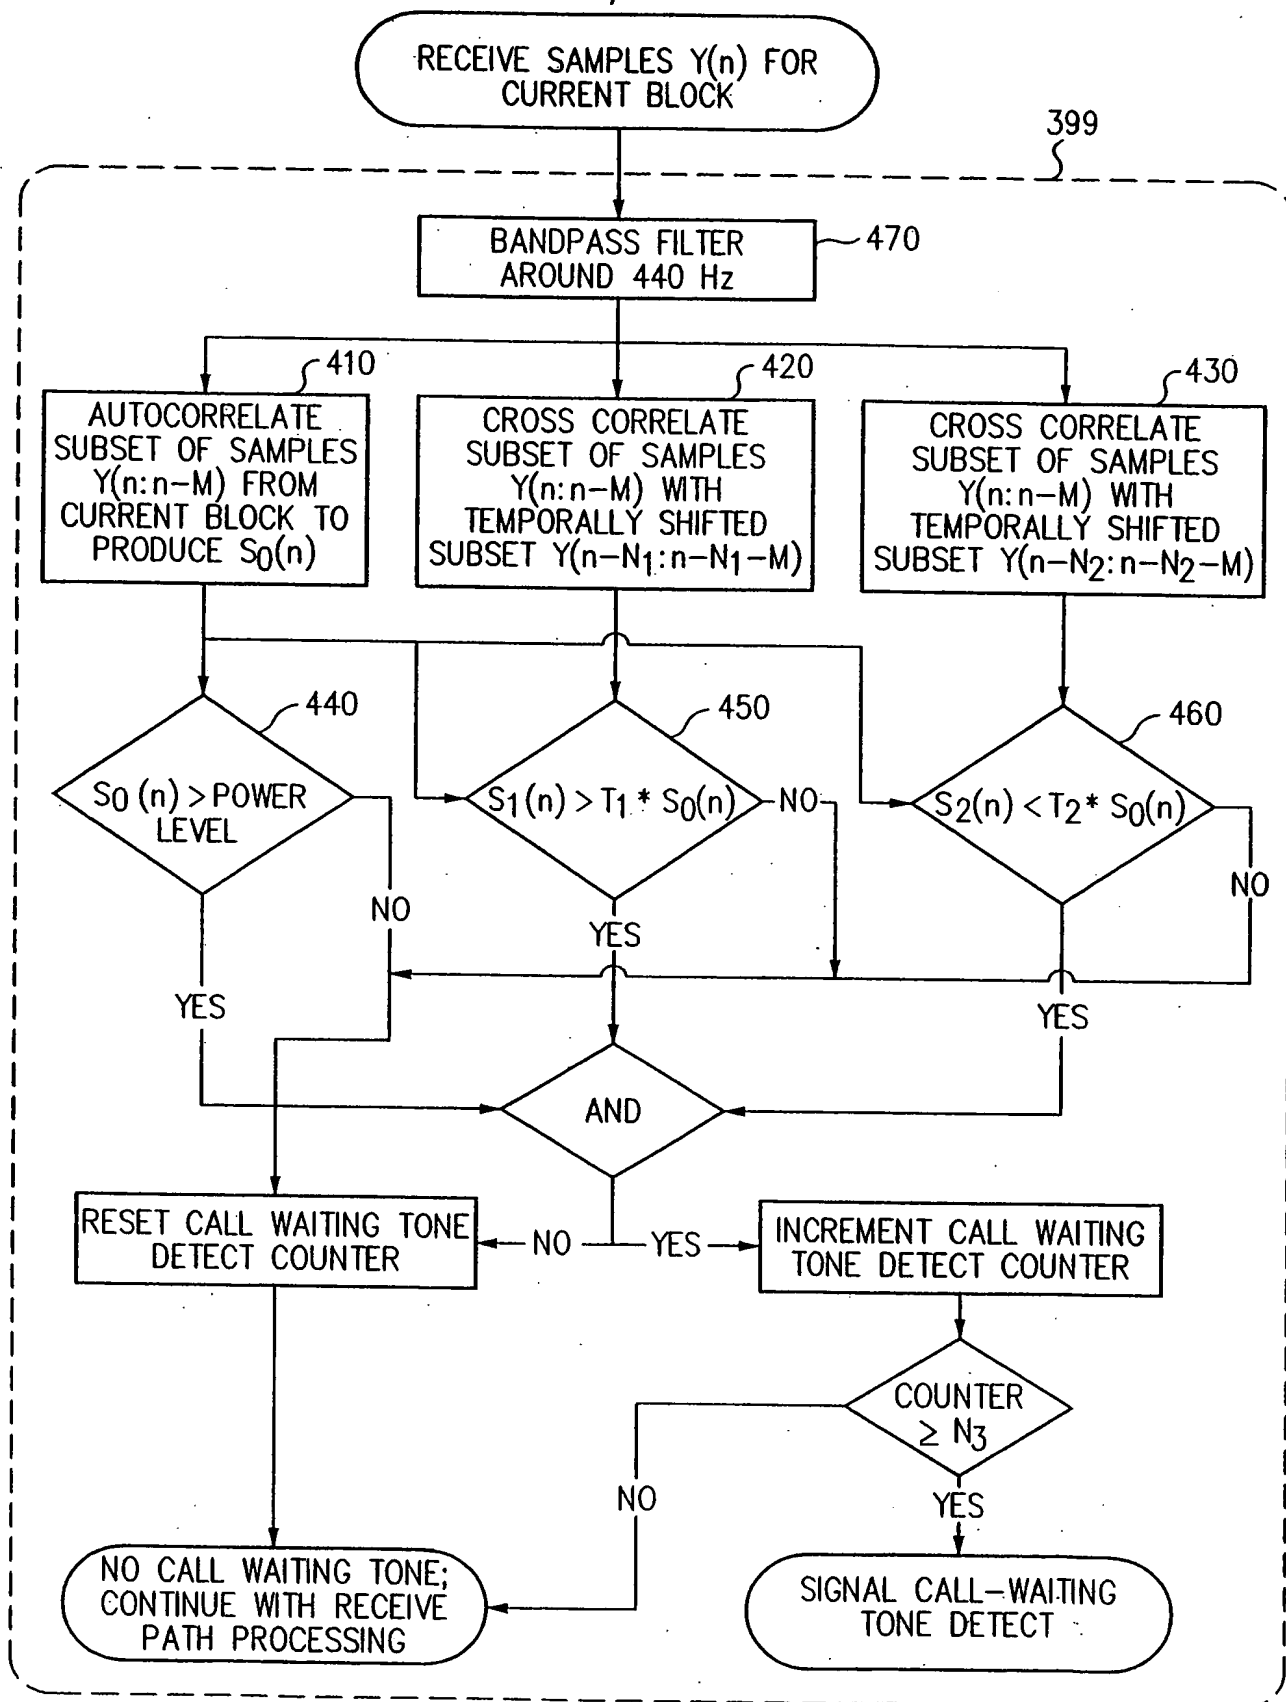 RECEIVE SAMPLES Y(n) FOR
CURRENT BLOCK
399
BANDPASS FILTER
AROUND 440 Hz
470
410
AUTOCORRELATE
SUBSET OF SAMPLES
Y(n:n-M) FROM
CURRENT BLOCK TO
PRODUCE S0(n)
420
CROSS CORRELATE
SUBSET OF SAMPLES
Y(n:n-M) WITH
TEMPORALLY SHIFTED
SUBSET Y(n-N1:n-N1-M)
430
CROSS CORRELATE
SUBSET OF SAMPLES
Y(n:n-M) WITH
TEMPORALLY SHIFTED
SUBSET Y(n-N2:n-N2-M)
440
S0(n)>POWER
LEVEL
450
S1(n)>T1* S0(n)
NO
460
S2(n)<T2* S0(n)
NO
NO
YES
YES
YES
AND
RESET CALL WAITING TONE
DETECT COUNTER
NO
YES
INCREMENT CALL WAITING
TONE DETECT COUNTER
COUNTER
≥ N3
NO
YES
NO CALL WAITING TONE;
CONTINUE WITH RECEIVE
PATH PROCESSING
SIGNAL CALL-WAITING
TONE DETECT